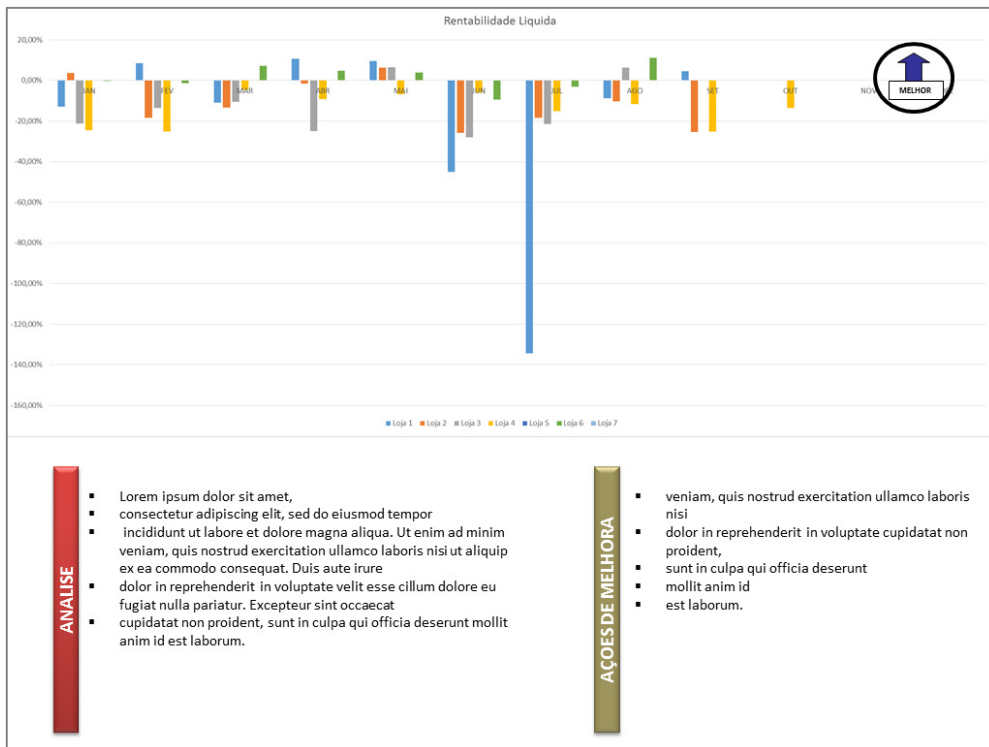 Rentabilidade Liquida
20,00%
0,00%
-20,00%
-40,00%
-60,00%
-80,00%
-100,00%
-120,00%
-140,00%
-160,00%
JAN FEV MAR ABR MAI JUN JUL AGO SET OUT NOV
MELHOR
Loja 1 Loja 2 Loja 3 Loja 4 Loja 5 Loja 6 Loja 7
ANALISE
▪ Lorem ipsum dolor sit amet,
▪ consectetur adipiscing elit, sed do eiusmod tempor
▪ incididunt ut labore et dolore magna aliqua. Ut enim ad minim
veniam, quis nostrud exercitation ullamco laboris nisi ut aliquip
ex ea commodo consequat. Duis aute irure
▪ dolor in reprehenderit in voluptate velit esse cillum dolore eu
fugiat nulla pariatur. Excepteur sint occaecat
▪ cupidatat non proident, sunt in culpa qui officia deserunt mollit
anim id est laborum.
AÇOES DE MELHORA
▪ veniam, quis nostrud exercitation ullamco laboris
nisi
▪ dolor in reprehenderit in voluptate cupidatat non
proident,
▪ sunt in culpa qui officia deserunt
▪ mollit anim id
▪ est laborum.